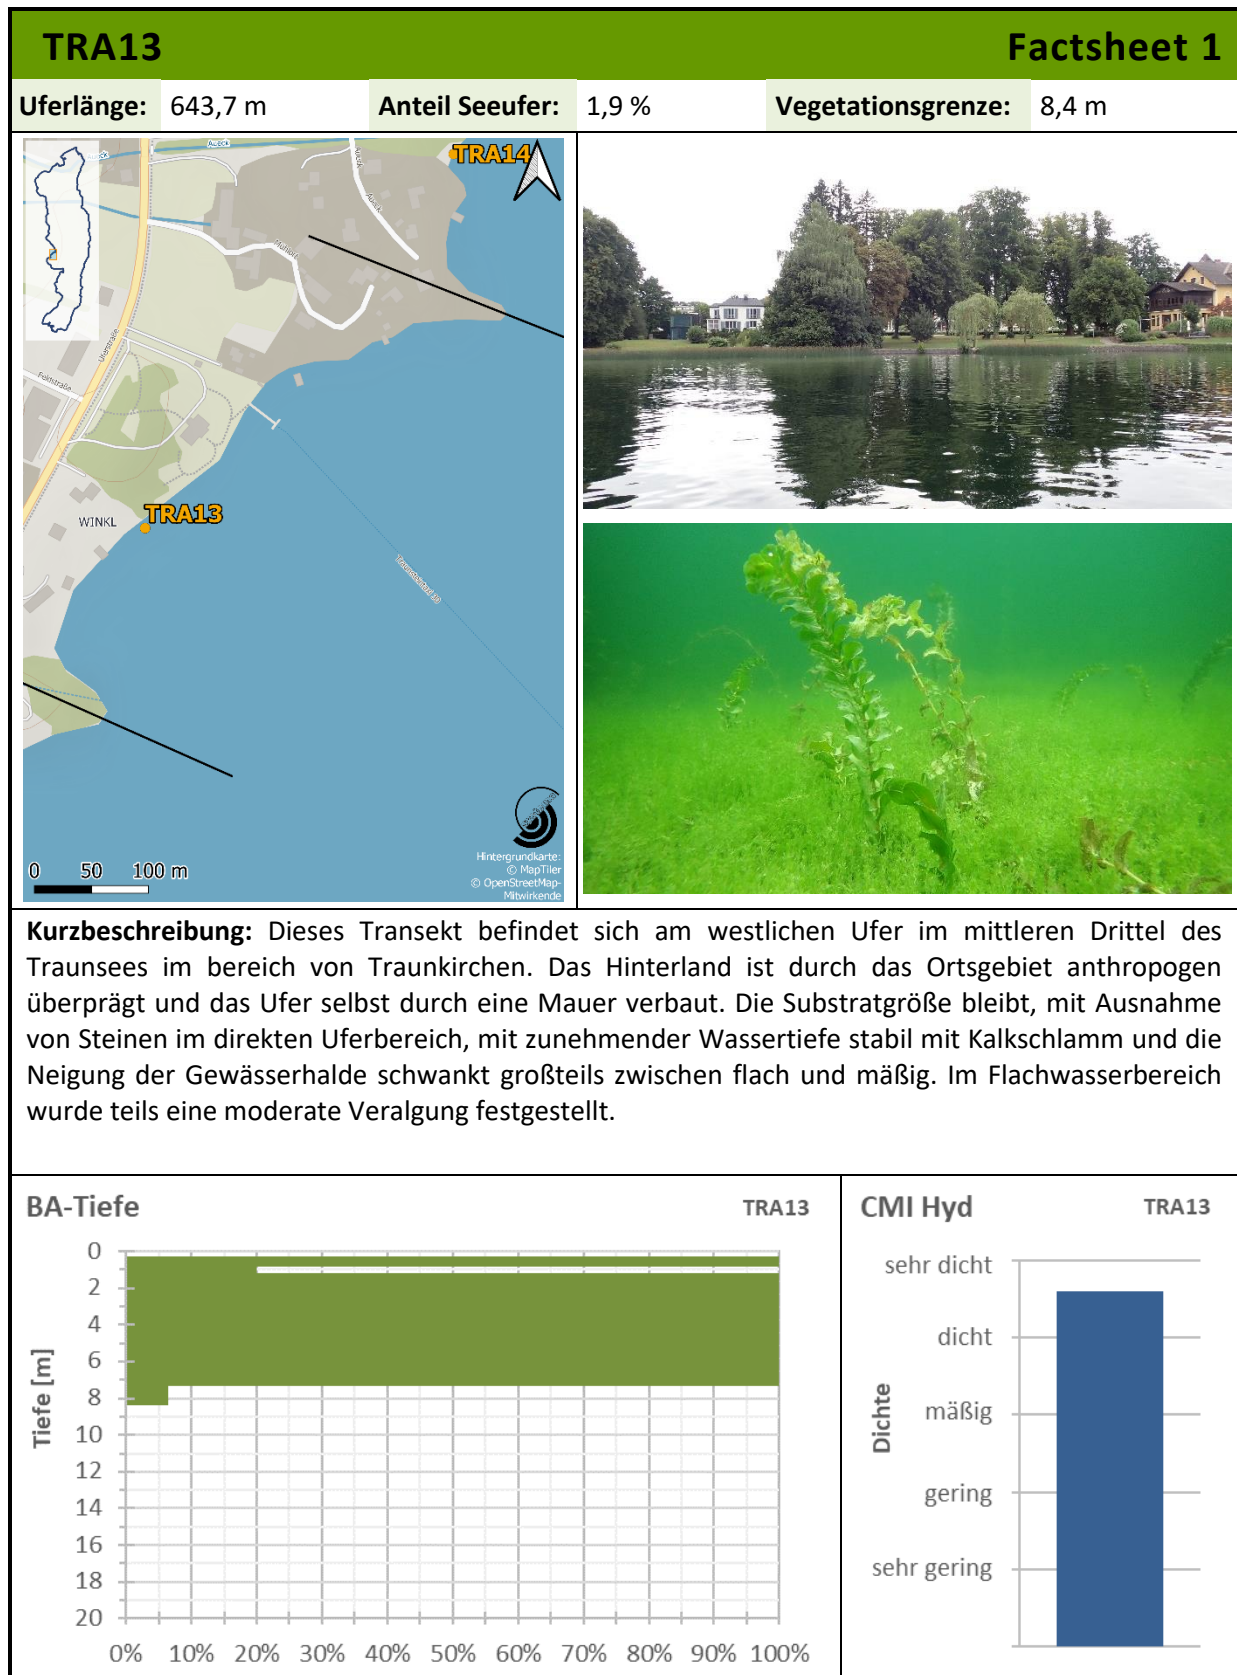 TRA13 Factsheet 1
Uferlänge: 643,7 m Anteil Seeufer: 1,9 % Vegetationsgrenze: 8,4 m
Aueck
Aueck
TRA14
Aueck
Aueck
Uferstraße
Feldstraße
WINKL
TRA13
0 50 100 m
Hintergrundkarte:
© MapTiler
© OpenStreetMap-
Mitwirkende
Kurzbeschreibung: Dieses Transekt befindet sich am westlichen Ufer im mittleren Drittel des
Traunsees im bereich von Traunkirchen. Das Hinterland ist durch das Ortsgebiet anthropogen
überprägt und das Ufer selbst durch eine Mauer verbaut. Die Substratgröße bleibt, mit Ausnahme
von Steinen im direkten Uferbereich, mit zunehmender Wassertiefe stabil mit Kalkschlamm und die
Neigung der Gewässerhalde schwankt großteils zwischen flach und mäßig. Im Flachwasserbereich
wurde teils eine moderate Veralgung festgestellt.
BA-Tiefe TRA13
Tiefe [m]
0
2
4
6
8
10
12
14
16
18
20
0% 10% 20% 30% 40% 50% 60% 70% 80% 90% 100%
CMI Hyd TRA13
Dichte
sehr dicht
dicht
mäßig
gering
sehr gering